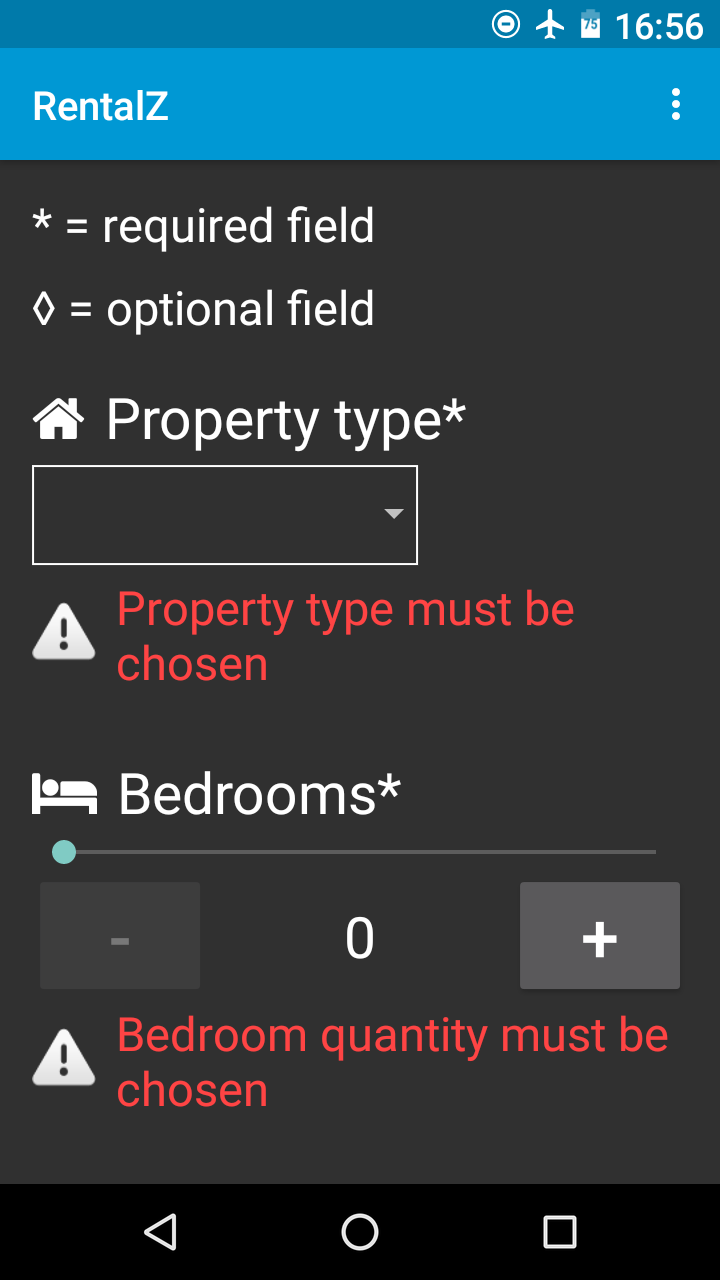 75 16:56
RentalZ
* = required field
◊ = optional field
Property type*
Property type must be
chosen
Bedrooms*
- 0 +
Bedroom quantity must be
chosen